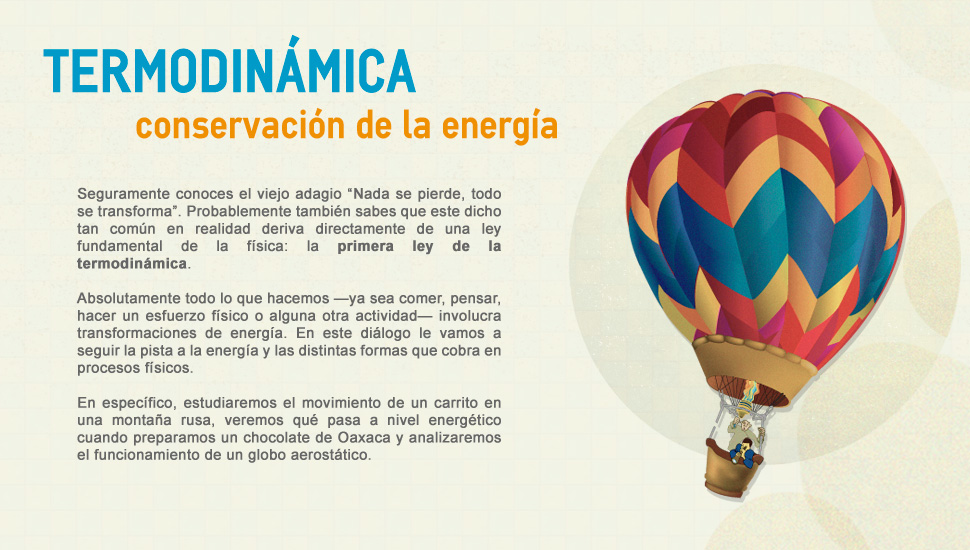 TERMODINÁMICA
conservación de la energía
Seguramente conoces el viejo adagio “Nada se pierde, todo
se transforma”. Probablemente también sabes que este dicho
tan común en realidad deriva directamente de una ley
fundamental de la física: la primera ley de la
termodinámica.
Absolutamente todo lo que hacemos —ya sea comer, pensar,
hacer un esfuerzo físico o alguna otra actividad— involucra
transformaciones de energía. En este diálogo le vamos a
seguir la pista a la energía y las distintas formas que cobra en
procesos físicos.
En específico, estudiaremos el movimiento de un carrito en
una montaña rusa, veremos qué pasa a nivel energético
cuando preparamos un chocolate de Oaxaca y analizaremos
el funcionamiento de un globo aerostático.